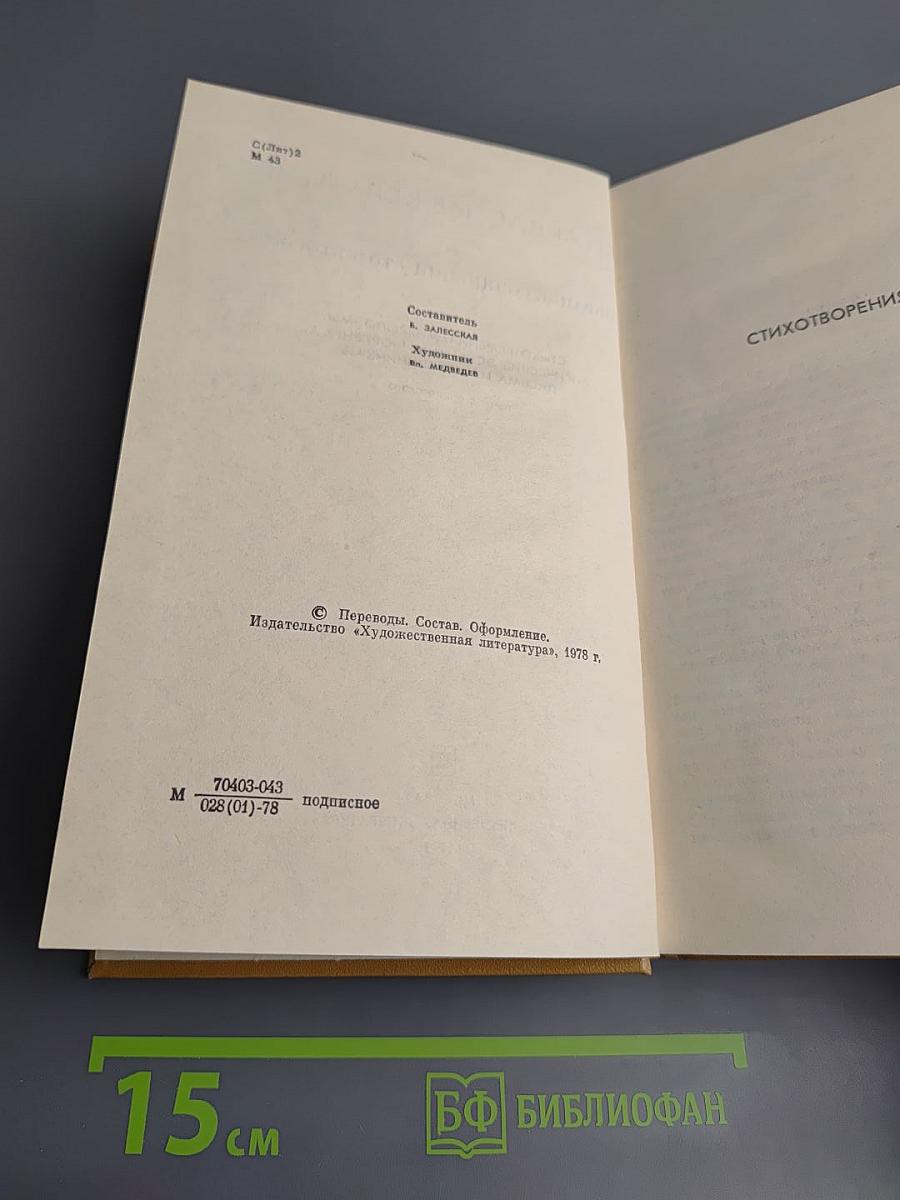 С(Лит)2
М 43
Составитель
Б. ЗАЛЕССКАЯ
Художник
Вл. МЕДВЕДЕВ
© Переводы. Состав. Оформление.
Издательство «Художественная литература», 1978 г.
М 70403-043
028(01)-78 подписное
СТИХОТВОРЕНИЯ
15 см
БФ БИБЛИОФАН